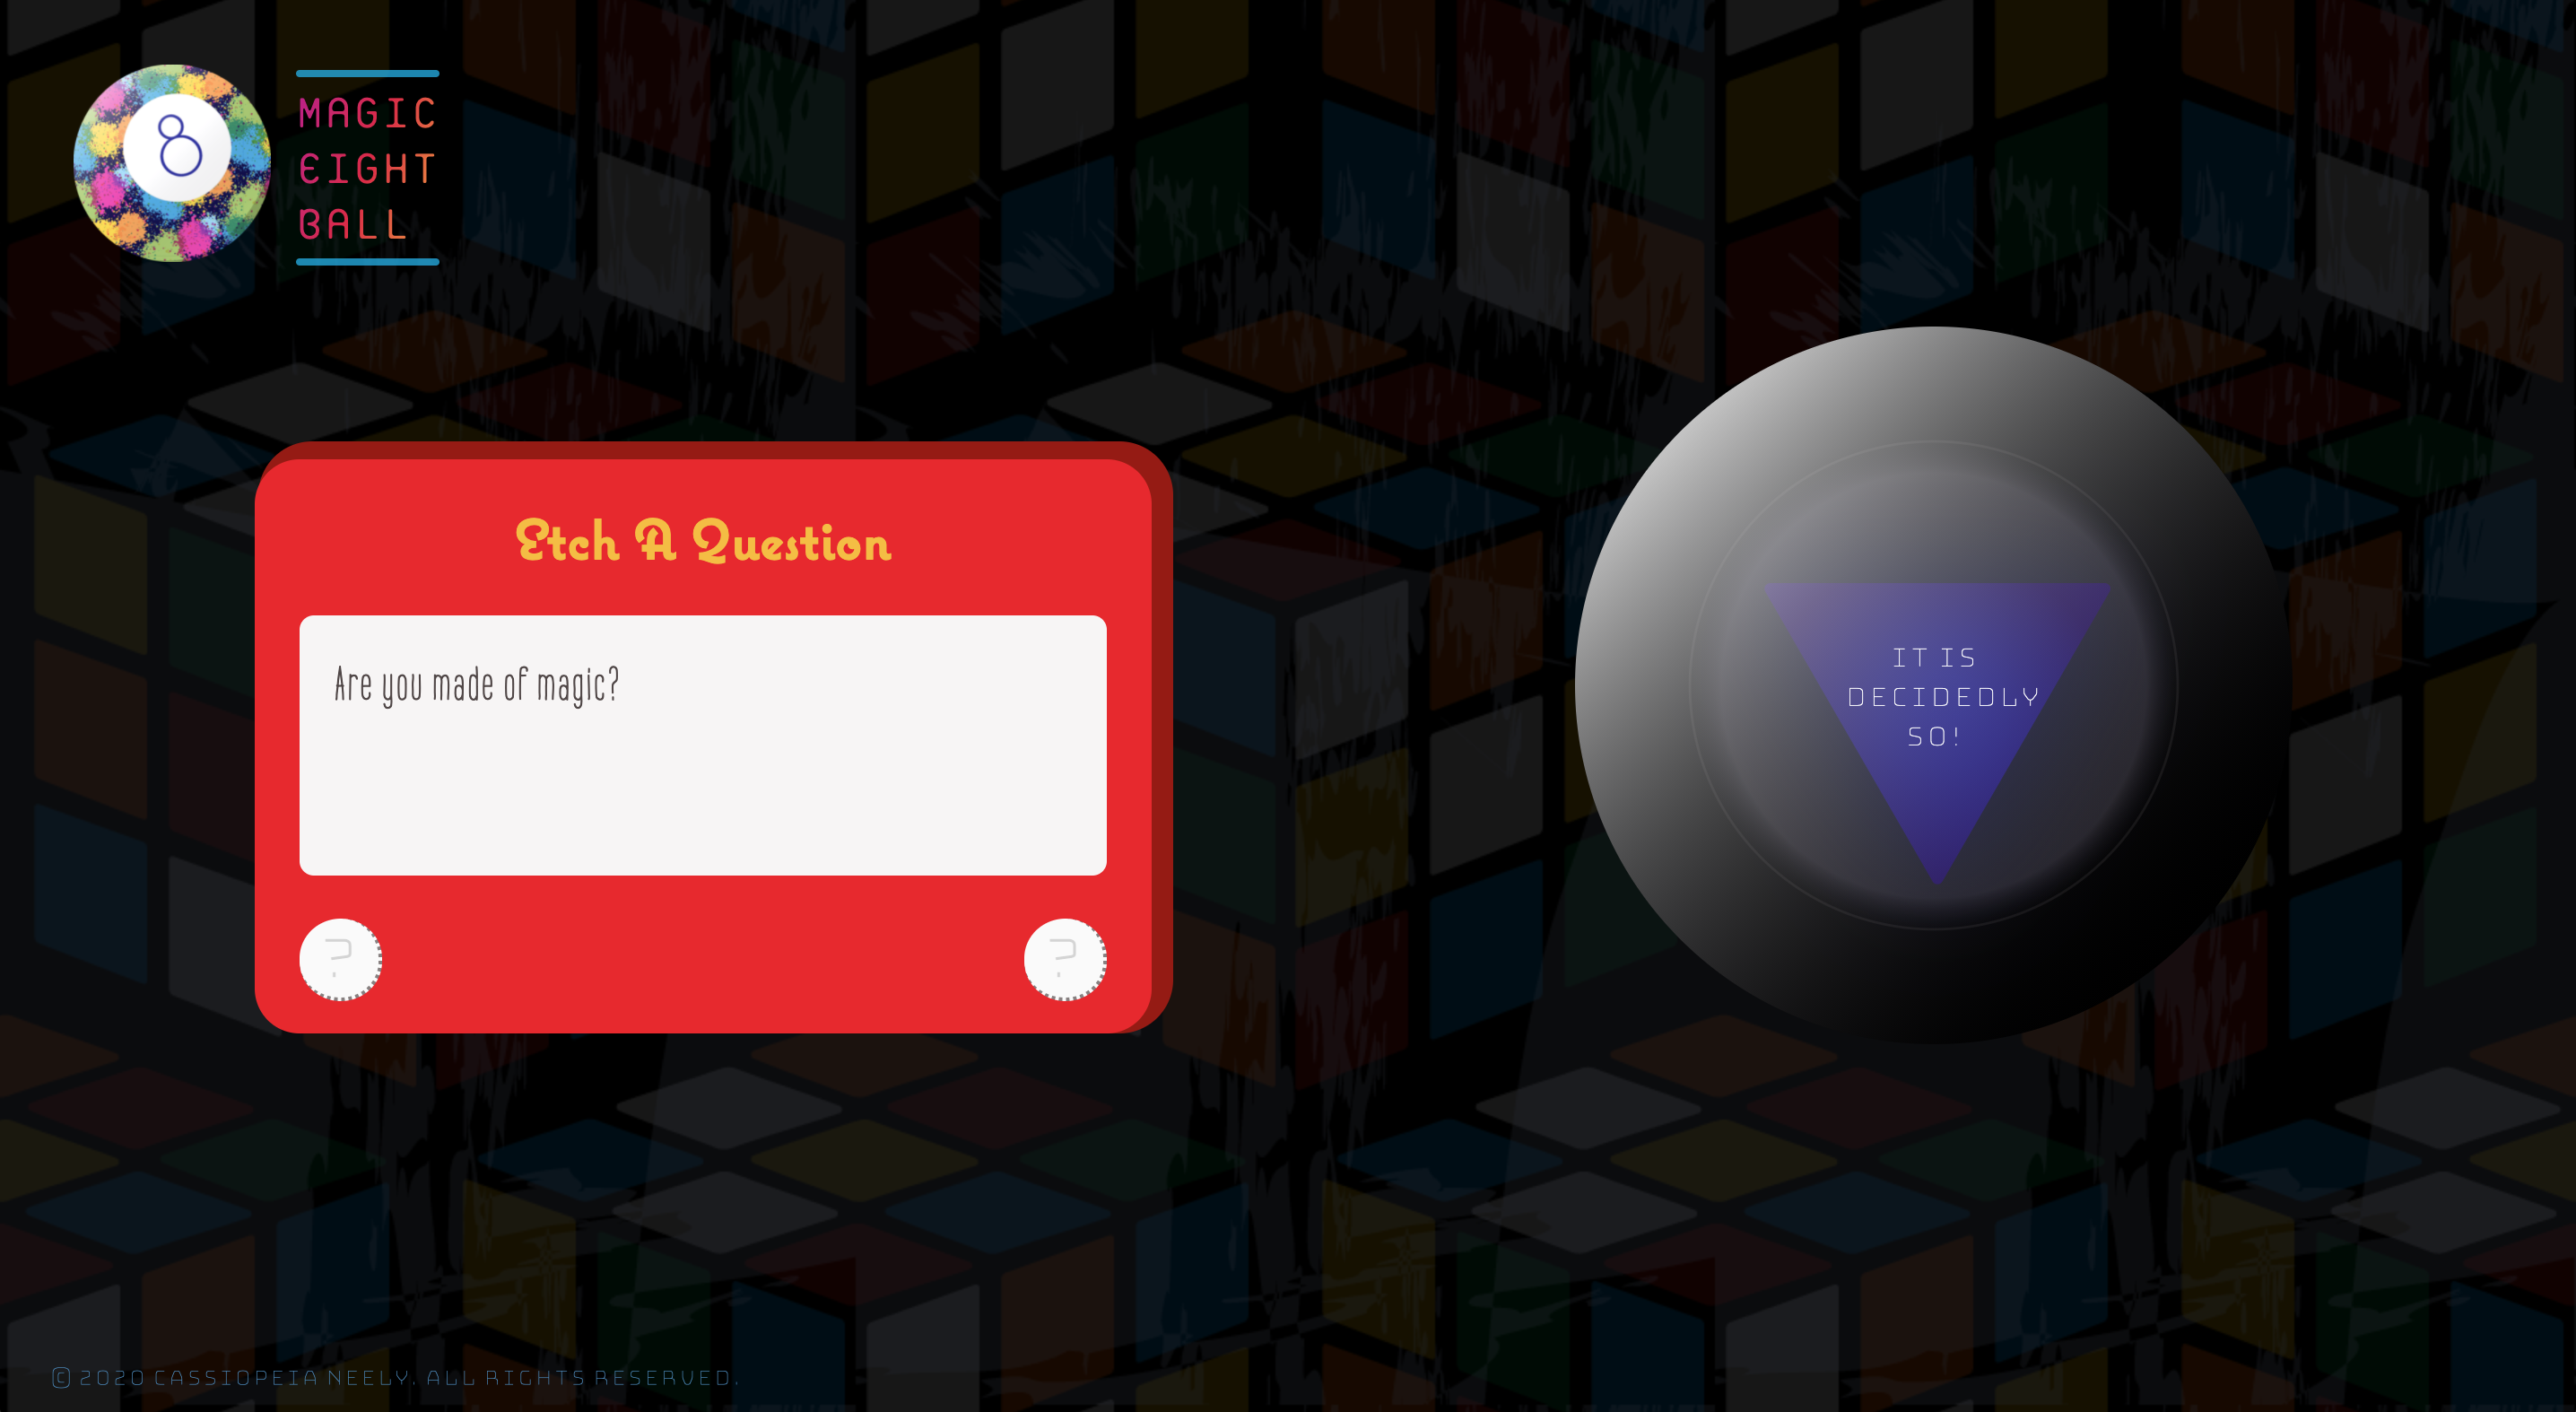 8
MAGIC
EIGHT
BALL
Etch A Question
Are you made of magic?
?
?
IT IS
DECIDEDLY
SO!
© 2020 CASSIOPEIA NEELY. ALL RIGHTS RESERVED.